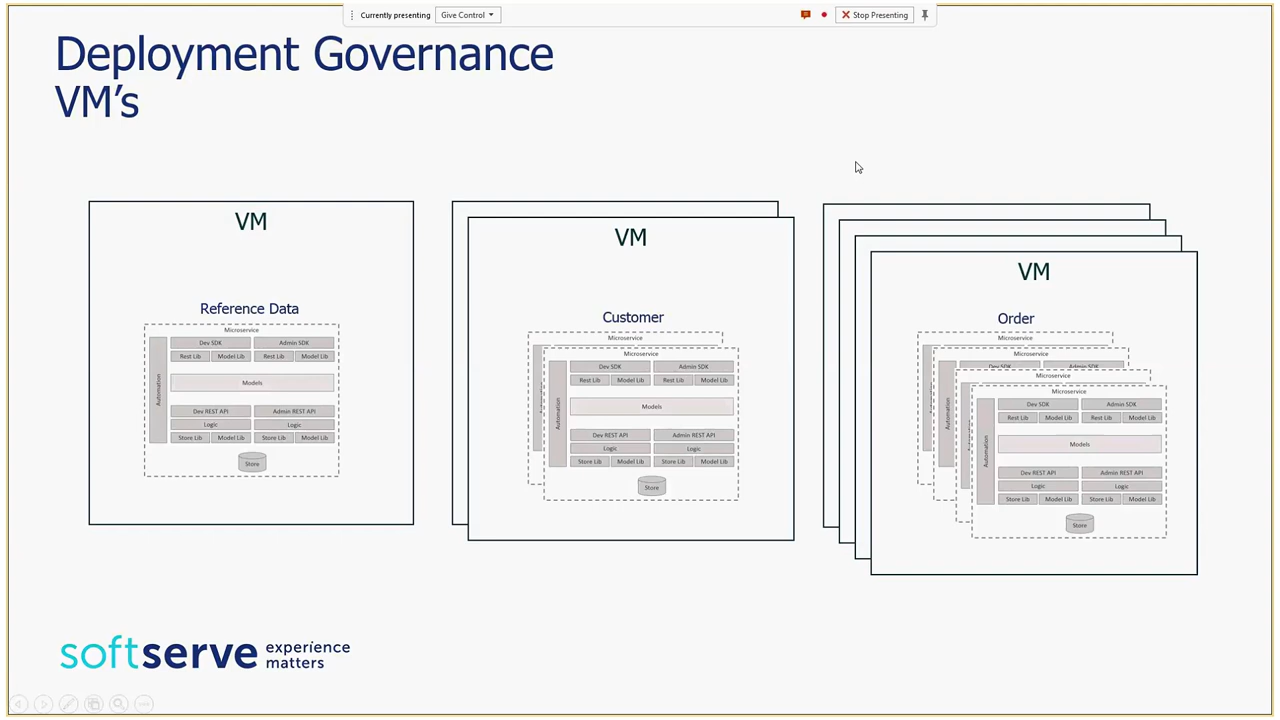 Currently presenting
Give Control
Stop Presenting
Deployment Governance
VM's
VM
Reference Data
Microservice
Automation
Dev SDK
Admin SDK
Rest Lib
Model Lib
Rest Lib
Model Lib
Models
Dev REST API
Admin REST API
Logic
Logic
Store Lib
Model Lib
Store Lib
Model Lib
Store
VM
Customer
Microservice
Microservice
Automation
Dev SDK
Admin SDK
Rest Lib
Model Lib
Rest Lib
Model Lib
Models
Dev REST API
Admin REST API
Logic
Logic
Store Lib
Model Lib
Store Lib
Model Lib
Store
VM
Order
Microservice
Microservice
Dev SDK
Admin SDK
Automation
Microservice
Microservice
Automation
Dev SDK
Admin SDK
Rest Lib
Model Lib
Rest Lib
Model Lib
Models
Dev REST API
Admin REST API
Logic
Logic
Store Lib
Model Lib
Store Lib
Model Lib
Store
softserve
experience
matters